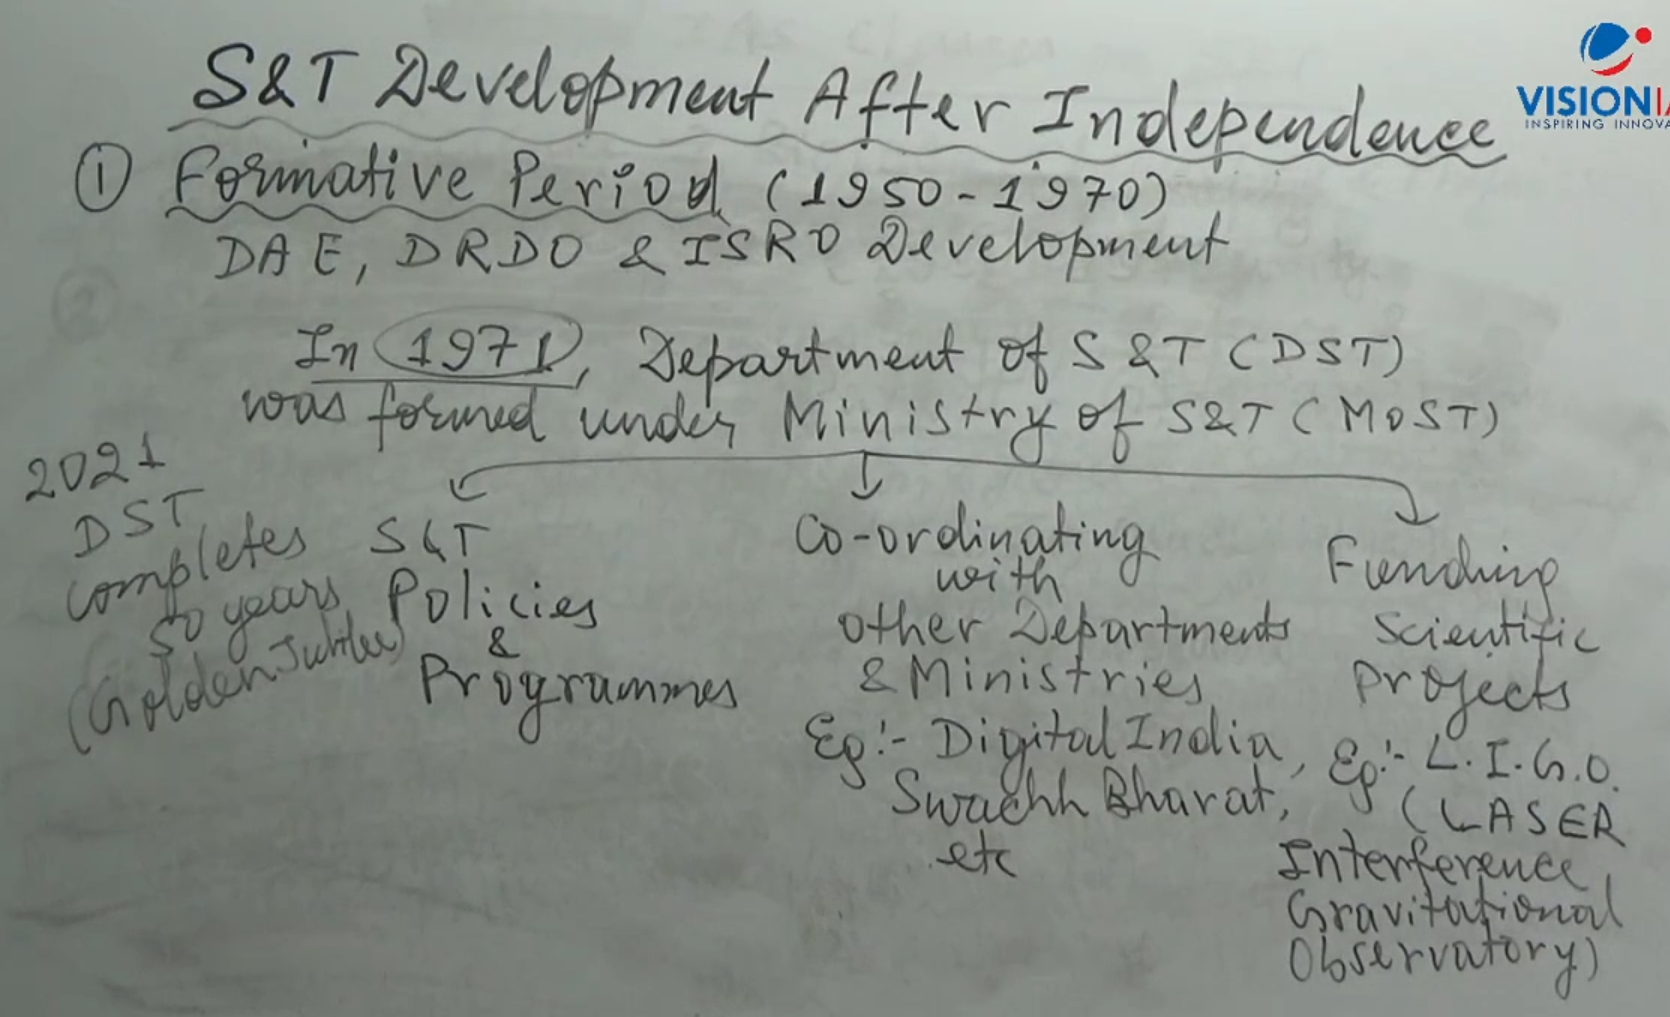 S&T Development After Independence
VISIONIA
INSPIRING INNOVA
① Formative Period (1950-1970)
DAE, DRDO & ISRO Development
In 1971, Department of S&T (DST)
was formed under Ministry of S&T (MOST)
2021
DST
completes
50 years
(Golden Jubilee)
S&T
Policies
&
Programmes
Co-ordinating
with
other Departments
& Ministries
Eg:- Digital India,
Swachh Bharat,
etc
Funding
Scientific
Projects
Eg:- L.I.G.O.
(LASER
Interference
Gravitational
Observatory)